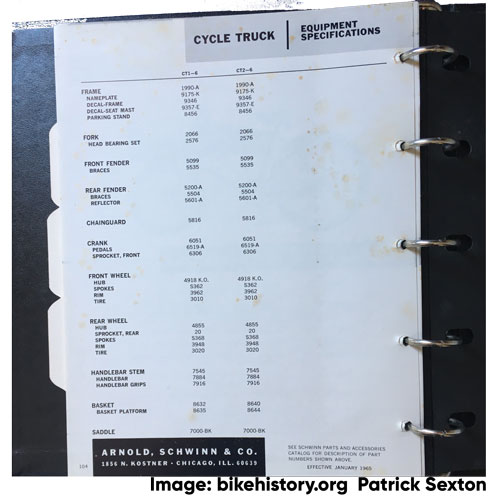 CYCLE TRUCK | EQUIPMENT SPECIFICATIONS
CT1–6 CT2–6
FRAME 1990-A 1990-A
NAMEPLATE 9175-K 9175-K
DECAL-FRAME 9346 9346
DECAL-SEAT MAST 9357-E 9357-E
PARKING STAND 8456 8456
FORK 2066 2066
HEAD BEARING SET 2576 2576
FRONT FENDER 5099 5099
BRACES 5535 5535
REAR FENDER 5200-A 5200-A
BRACES 5504 5504
REFLECTOR 5601-A 5601-A
CHAINGUARD 5816 5816
CRANK 6051 6051
PEDALS 6519-A 6519-A
SPROCKET, FRONT 6306 6306
FRONT WHEEL
HUB 4918 K.O. 4918 K.O.
SPOKES 5362 5362
RIM 3962 3962
TIRE 3010 3010
REAR WHEEL
HUB 4855 4855
SPROCKET, REAR 20 20
SPOKES 5368 5368
RIM 3948 3948
TIRE 3020 3020
HANDLEBAR STEM 7545 7545
HANDLEBAR 7884 7884
HANDLEBAR GRIPS 7916 7916
BASKET 8632 8640
BASKET PLATFORM 8635 8644
SADDLE 7000-BK 7000-BK
104
ARNOLD, SCHWINN & CO.
1856 N. KOSTNER • CHICAGO, ILL. 60639
SEE SCHWINN PARTS AND ACCESSORIES
CATALOG FOR DESCRIPTION OF PART
NUMBERS SHOWN ABOVE.
EFFECTIVE JANUARY 1965
Image: bikehistory.org Patrick Sexton